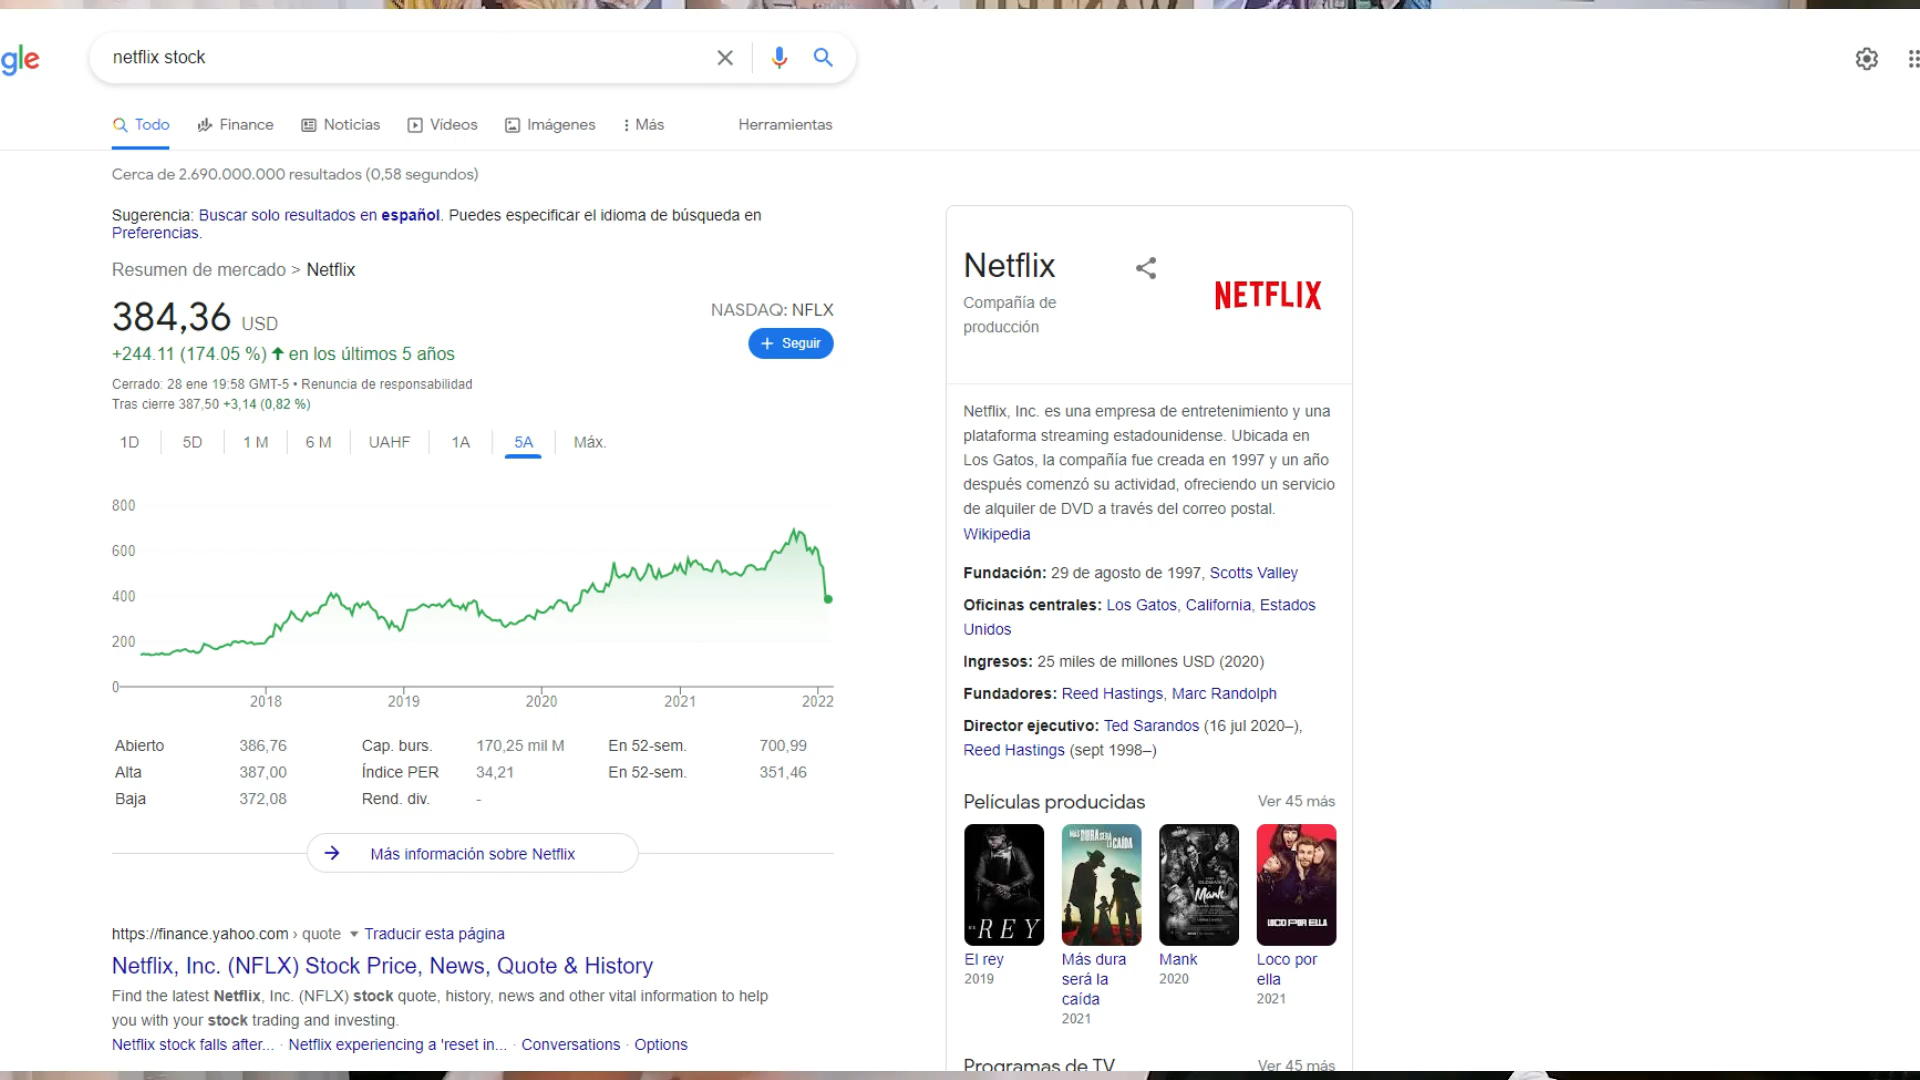 gle
netflix stock
Todo
Finance
Noticias
Vídeos
Imágenes
Más
Herramientas
Cerca de 2.690.000.000 resultados (0,58 segundos)
Sugerencia: Buscar solo resultados en español. Puedes especificar el idioma de búsqueda en
Preferencias.
Resumen de mercado > Netflix
384,36 USD
NASDAQ: NFLX
+244.11 (174.05 %) en los últimos 5 años
+ Seguir
Cerrado: 28 ene 19:58 GMT-5 • Renuncia de responsabilidad
Tras cierre 387,50 +3,14 (0,82 %)
1D
5D
1 M
6 M
UAHF
1A
5A
Máx.
800
600
400
200
0
2018
2019
2020
2021
2022
Abierto 386,76 Cap. burs. 170,25 mil M En 52-sem. 700,99
Alta 387,00 Índice PER 34,21 En 52-sem. 351,46
Baja 372,08 Rend. div. -
Más información sobre Netflix
https://finance.yahoo.com › quote Traducir esta página
Netflix, Inc. (NFLX) Stock Price, News, Quote & History
Find the latest Netflix, Inc. (NFLX) stock quote, history, news and other vital information to help
you with your stock trading and investing.
Netflix stock falls after... · Netflix experiencing a 'reset in... · Conversations · Options
Netflix
Compañía de
producción
NETFLIX
Netflix, Inc. es una empresa de entretenimiento y una
plataforma streaming estadounidense. Ubicada en
Los Gatos, la compañía fue creada en 1997 y un año
después comenzó su actividad, ofreciendo un servicio
de alquiler de DVD a través del correo postal.
Wikipedia
Fundación: 29 de agosto de 1997, Scotts Valley
Oficinas centrales: Los Gatos, California, Estados
Unidos
Ingresos: 25 miles de millones USD (2020)
Fundadores: Reed Hastings, Marc Randolph
Director ejecutivo: Ted Sarandos (16 jul 2020–),
Reed Hastings (sept 1998–)
Películas producidas
Ver 45 más
REY
MÁS DURA SERÁ LA CAÍDA
Mank
LOCO POR ELLA
El rey
2019
Más dura
será la
caída
2021
Mank
2020
Loco por
ella
2021
Programas de TV
Ver 45 más